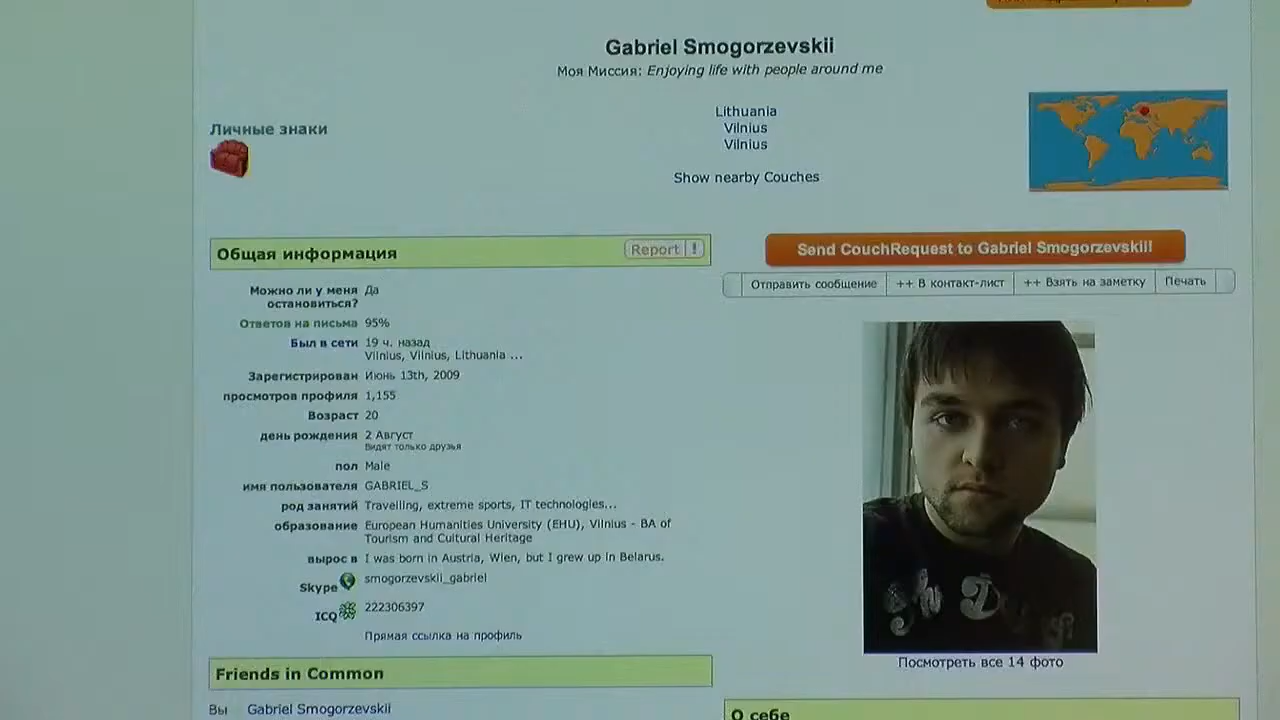 Gabriel Smogorzevskii
Моя Миссия: Enjoying life with people around me
Lithuania
Vilnius
Vilnius
Show nearby Couches
Личные знаки
Общая информация
Report !
Можно ли у меня остановиться? Да
Ответов на письма 95%
Был в сети 19 ч. назад
Vilnius, Vilnius, Lithuania ...
Зарегистрирован Июнь 13th, 2009
просмотров профиля 1,155
Возраст 20
день рождения 2 Август
Видят только друзья
пол Male
имя пользователя GABRIEL_S
род занятий Travelling, extreme sports, IT technologies...
образование European Humanities University (EHU), Vilnius - BA of
Tourism and Cultural Heritage
вырос в I was born in Austria, Wien, but I grew up in Belarus.
Skype smogorzevskii_gabriel
ICQ 222306397
Прямая ссылка на профиль
Friends in Common
Вы Gabriel Smogorzevskii
Send CouchRequest to Gabriel Smogorzevskii!
Отправить сообщение ++ В контакт-лист ++ Взять на заметку Печать
Посмотреть все 14 фото
О себе